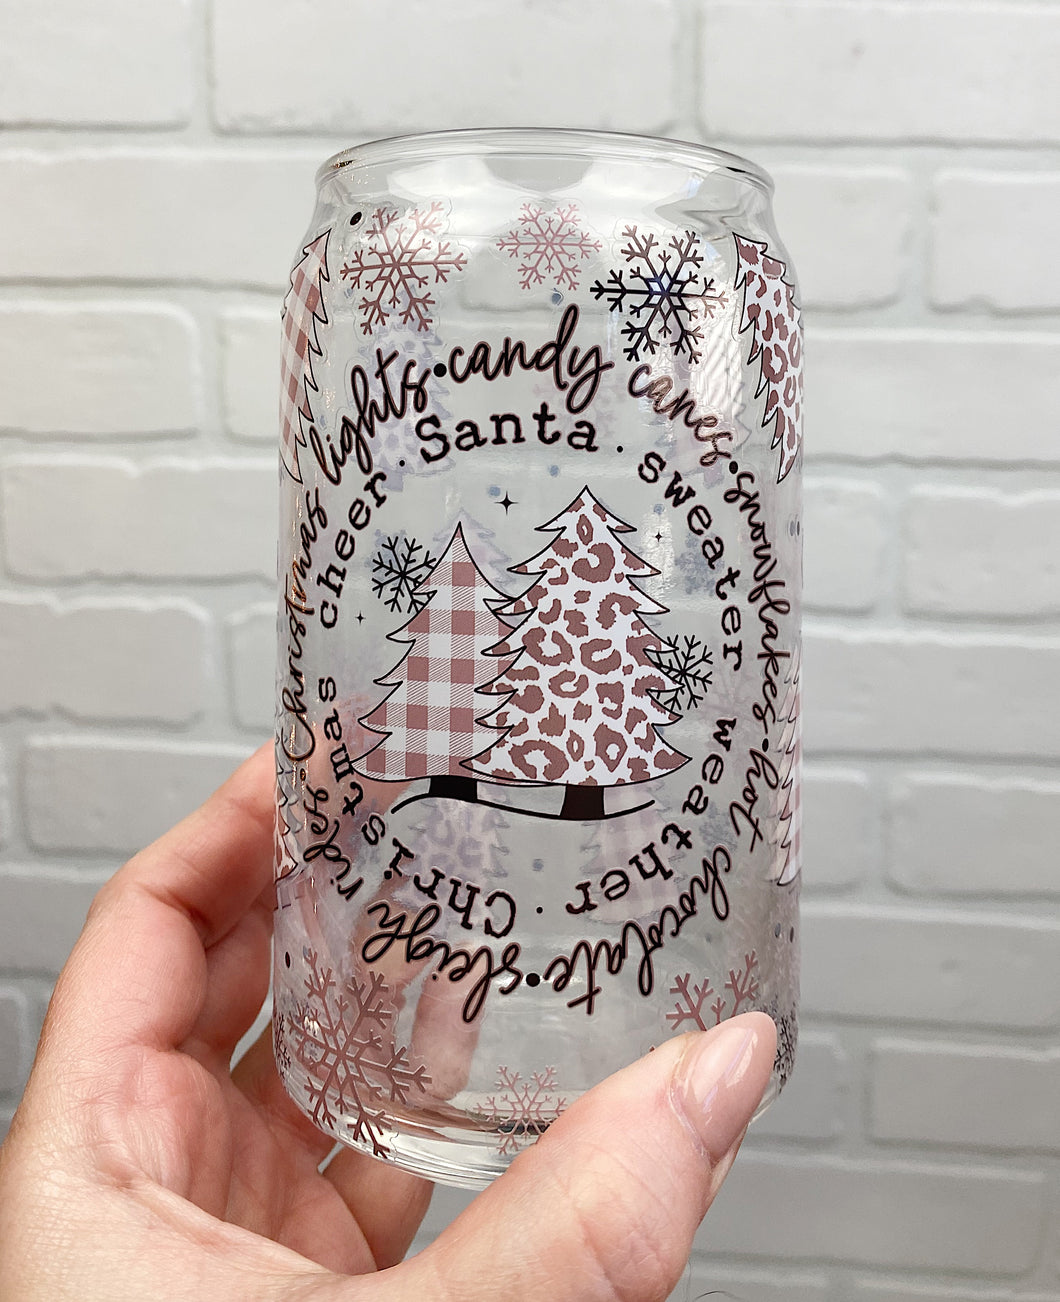 Christmas lights • candy canes • snowflakes • hot chocolate • sleigh rides •
Christmas cheer · Santa · sweater weather ·